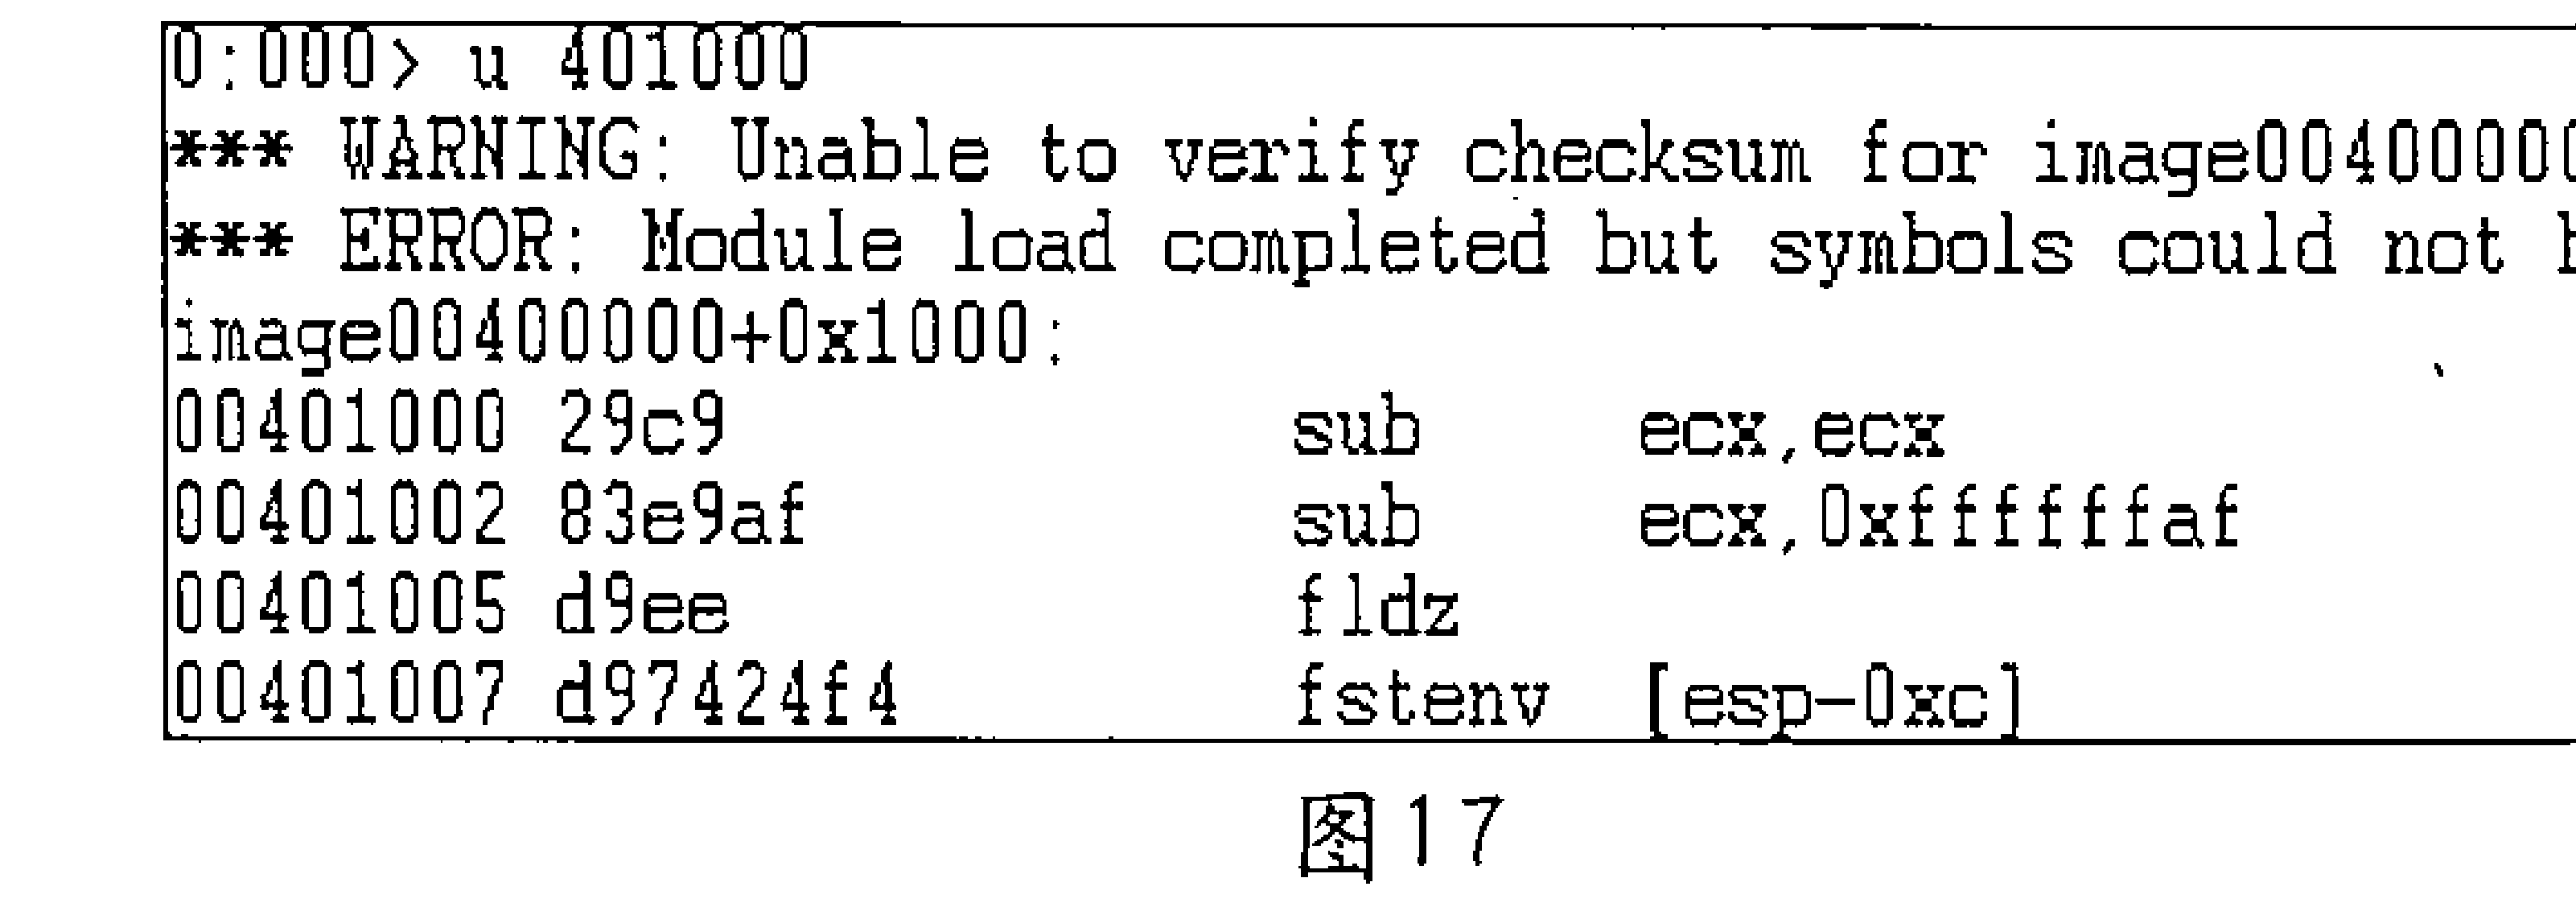 0:000> u 401000
*** WARNING: Unable to verify checksum for image00400000
*** ERROR: Module load completed but symbols could not
image00400000+0x1000:
00401000 29c9 sub ecx,ecx
00401002 83e9af sub ecx,0xffffffaf
00401005 d9ee fldz
00401007 d97424f4 fstenv [esp-0xc]
图17